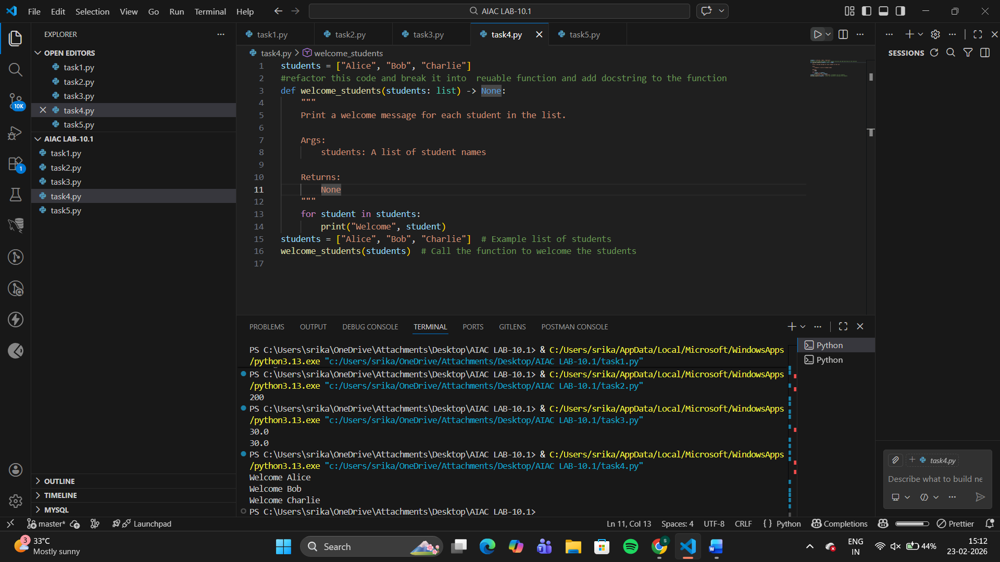 File Edit Selection View Go Run Terminal Help
AIAC LAB-10.1
EXPLORER
OPEN EDITORS
task1.py
task2.py
task3.py
task4.py
task5.py
AIAC LAB-10.1
task1.py
task2.py
task3.py
task4.py
task5.py
OUTLINE
TIMELINE
MYSQL
10K
1
task1.py task2.py task3.py task4.py task5.py
task4.py > welcome_students
1 students = ["Alice", "Bob", "Charlie"]
2 #refactor this code and break it into  reuable function and add docstring to the function
3 def welcome_students(students: list) -> None:
4 """
5 Print a welcome message for each student in the list.
6
7 Args:
8 students: A list of student names
9
10 Returns:
11 None
12 """
13 for student in students:
14 print("Welcome", student)
15 students = ["Alice", "Bob", "Charlie"]  # Example list of students
16 welcome_students(students)  # Call the function to welcome the students
17
PROBLEMS OUTPUT DEBUG CONSOLE TERMINAL PORTS GITLENS POSTMAN CONSOLE
PS C:\Users\srika\OneDrive\Attachments\Desktop\AIAC LAB-10.1> & C:/Users/srika/AppData/Local/Microsoft/WindowsApps
/python3.13.exe "c:/Users/srika/OneDrive/Attachments/Desktop/AIAC LAB-10.1/task1.py"
PS C:\Users\srika\OneDrive\Attachments\Desktop\AIAC LAB-10.1> & C:/Users/srika/AppData/Local/Microsoft/WindowsApps
/python3.13.exe "c:/Users/srika/OneDrive/Attachments/Desktop/AIAC LAB-10.1/task2.py"
200
PS C:\Users\srika\OneDrive\Attachments\Desktop\AIAC LAB-10.1> & C:/Users/srika/AppData/Local/Microsoft/WindowsApps
/python3.13.exe "c:/Users/srika/OneDrive/Attachments/Desktop/AIAC LAB-10.1/task3.py"
30.0
30.0
PS C:\Users\srika\OneDrive\Attachments\Desktop\AIAC LAB-10.1> & C:/Users/srika/AppData/Local/Microsoft/WindowsApps
/python3.13.exe "c:/Users/srika/OneDrive/Attachments/Desktop/AIAC LAB-10.1/task4.py"
Welcome Alice
Welcome Bob
Welcome Charlie
PS C:\Users\srika\OneDrive\Attachments\Desktop\AIAC LAB-10.1>
Python
Python
SESSIONS
task4.py
Describe what to build ne
master* Launchpad
Ln 11, Col 13 Spaces: 4 UTF-8 CRLF { } Python Completions Prettier
3
33°C
Mostly sunny
Search
ENG
IN
44%
15:12
23-02-2026